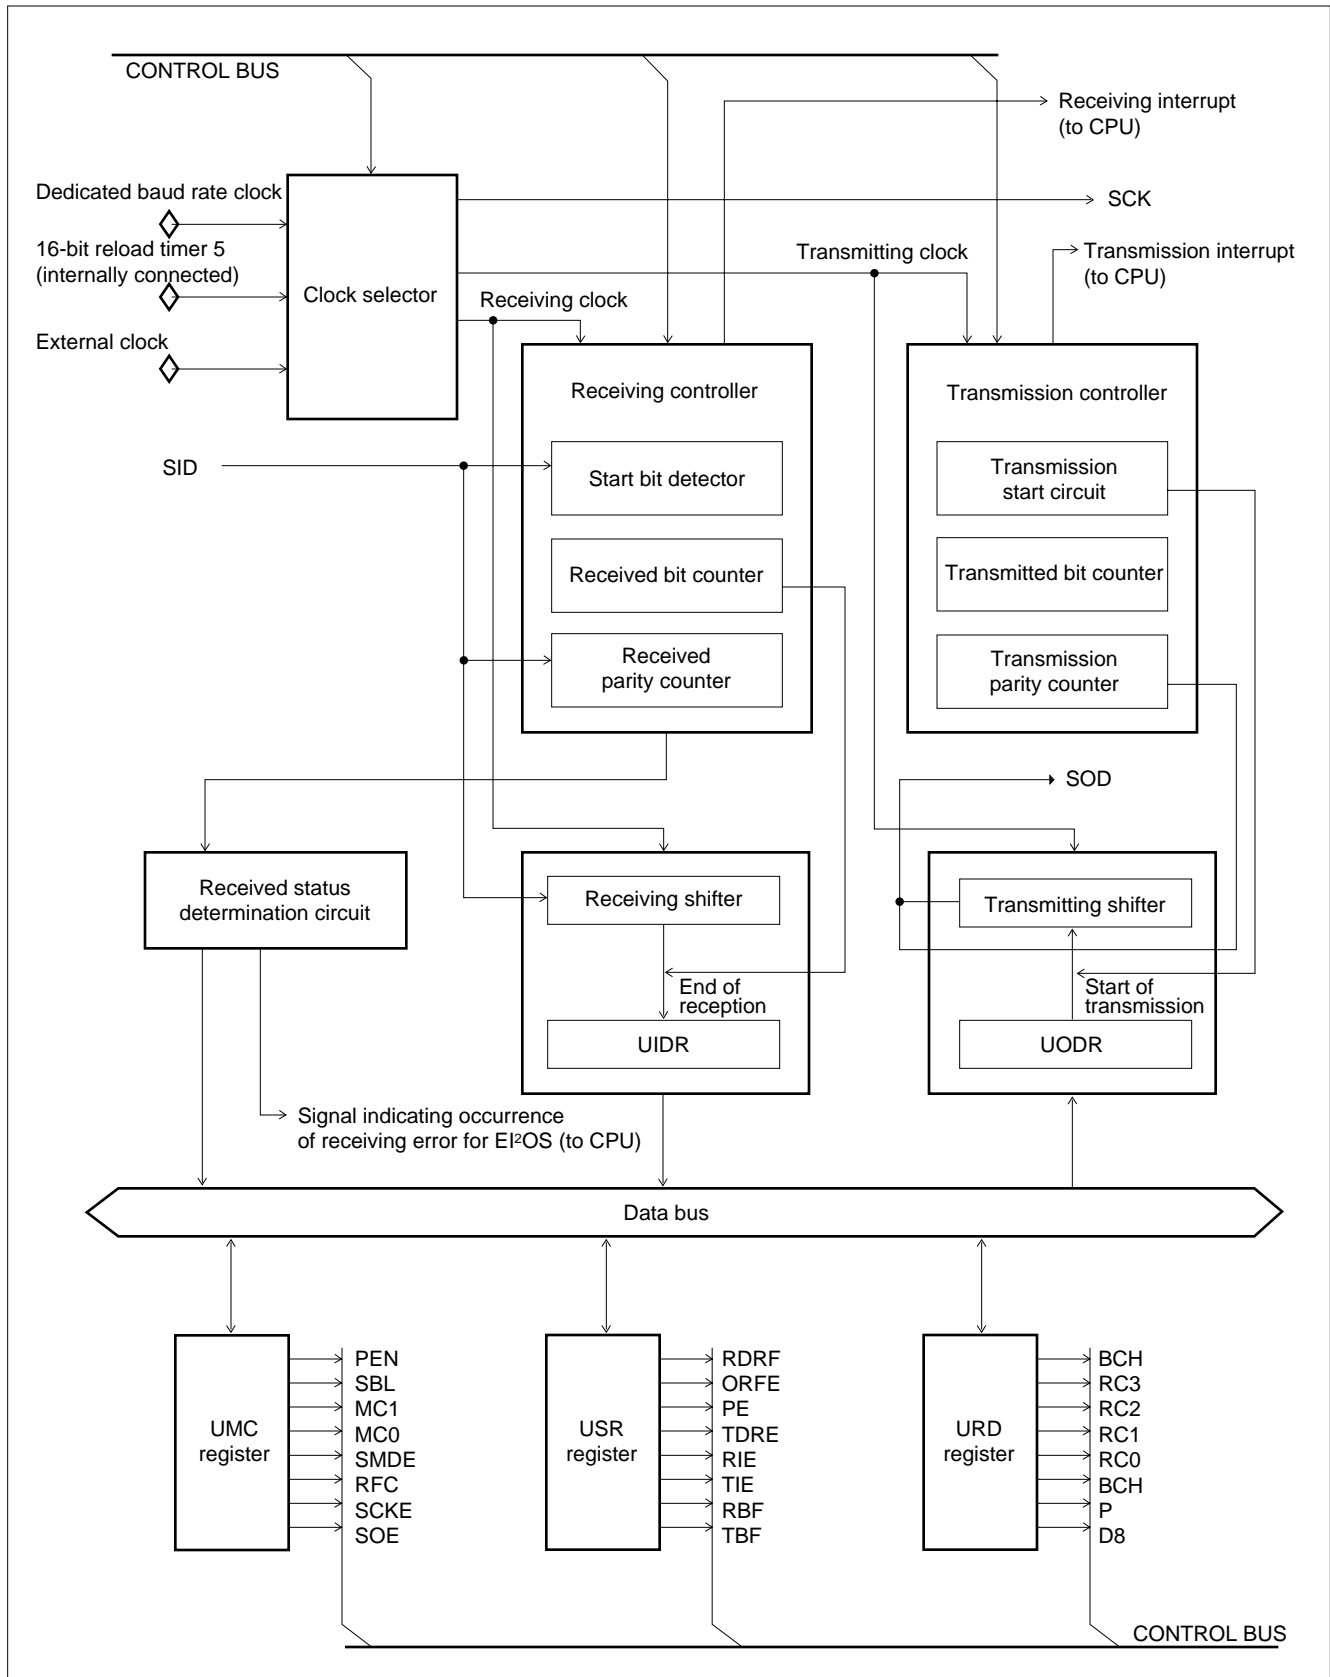 CONTROL BUS
Receiving interrupt
(to CPU)
Dedicated baud rate clock
SCK
16-bit reload timer 5
(internally connected)
Clock selector
Transmitting clock
Transmission interrupt
(to CPU)
Receiving clock
External clock
Receiving controller
Transmission controller
SID
Start bit detector
Transmission
start circuit
Received bit counter
Transmitted bit counter
Received
parity counter
Transmission
parity counter
SOD
Received status
determination circuit
Receiving shifter
Transmitting shifter
End of
reception
Start of
transmission
UIDR
UODR
Signal indicating occurrence
of receiving error for EI²OS (to CPU)
Data bus
UMC
register
PEN
SBL
MC1
MC0
SMDE
RFC
SCKE
SOE
USR
register
RDRF
ORFE
PE
TDRE
RIE
TIE
RBF
TBF
URD
register
BCH
RC3
RC2
RC1
RC0
BCH
P
D8
CONTROL BUS